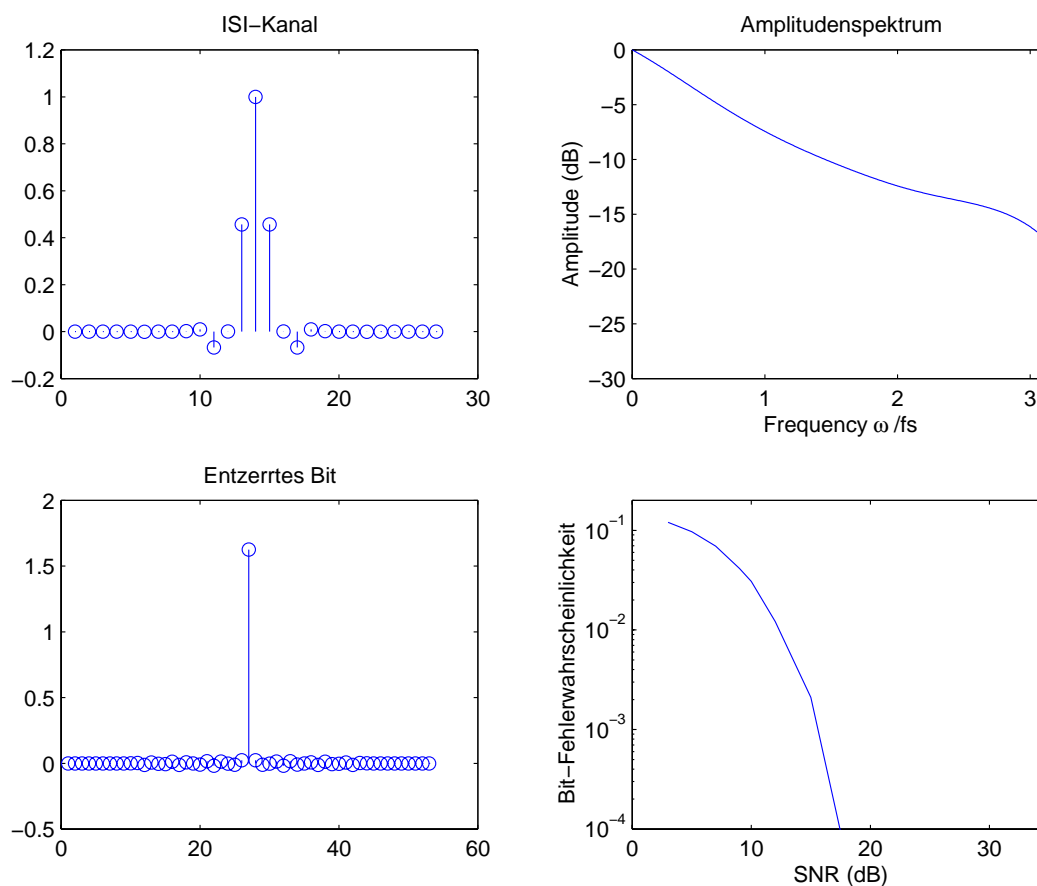 ISI−Kanal
1.2
1
0.8
0.6
0.4
0.2
0
−0.2
0 10 20 30
Amplitudenspektrum
Amplitude (dB)
0
−5
−10
−15
−20
−25
−30
0 1 2 3
Frequency ω /fs
Entzerrtes Bit
2
1.5
1
0.5
0
−0.5
0 20 40 60
Bit−Fehlerwahrscheinlichkeit
10^−1
10^−2
10^−3
10^−4
0 10 20 30
SNR (dB)